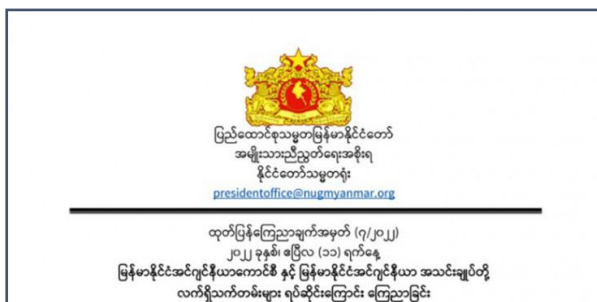 ပြည်ထောင်စုသမ္မတမြန်မာနိုင်ငံတော်
အမျိုးသားညီညွတ်ရေးအစိုးရ
နိုင်ငံတော်သမ္မတရုံး
presidentoffice@nugmyanmar.org
ထုတ်ပြန်ကြေညာချက်အမှတ် (၇/၂၀၂၂)
၂၀၂၂ ခုနှစ်၊ ဧပြီလ (၁၁) ရက်နေ့
မြန်မာနိုင်ငံအင်ဂျင်နီယာကောင်စီ နှင့် မြန်မာနိုင်ငံအင်ဂျင်နီယာ အသင်းချုပ်တို့
လက်ရှိသက်တမ်းများ ရပ်ဆိုင်းကြောင်း ကြေညာခြင်း